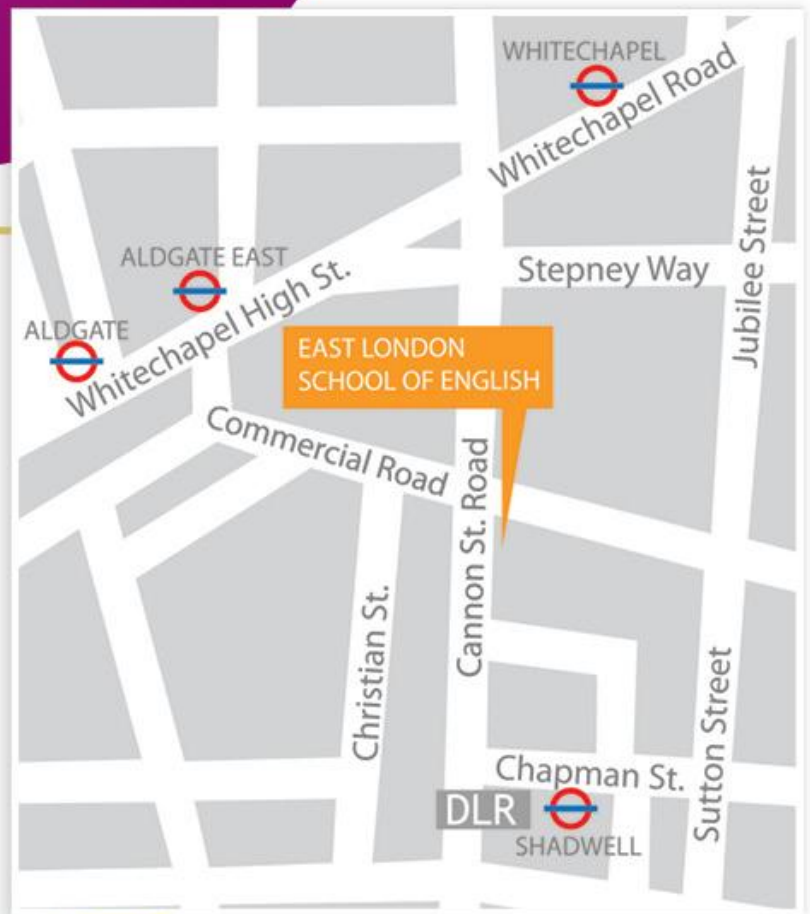 WHITECHAPEL
Whitechapel Road
Jubilee Street
ALDGATE EAST
Stepney Way
ALDGATE
Whitechapel High St.
EAST LONDON
SCHOOL OF ENGLISH
Commercial Road
Cannon St. Road
Christian St.
Sutton Street
Chapman St.
DLR
SHADWELL